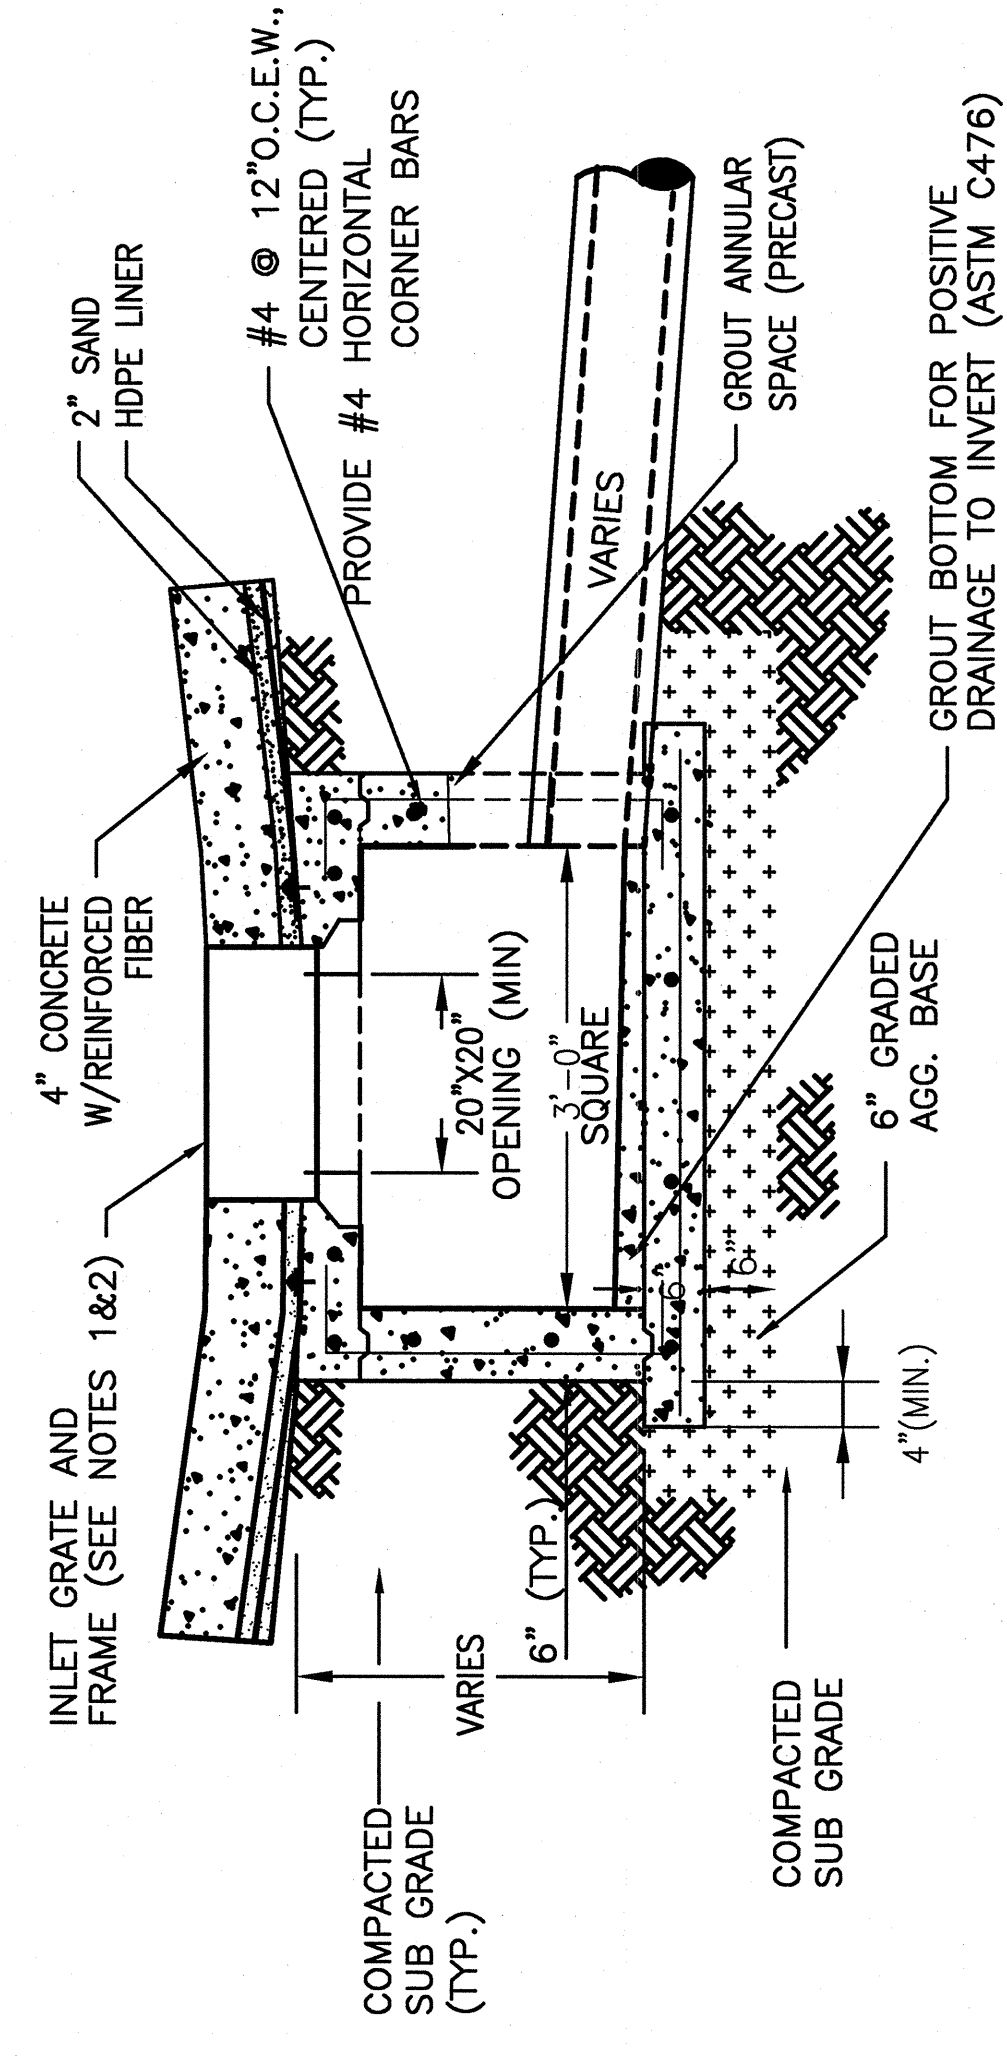 INLET GRATE AND
FRAME (SEE NOTES 1&2)
4" CONCRETE
W/REINFORCED
FIBER
2" SAND
HDPE LINER
#4 @ 12"O.C.E.W.,
CENTERED (TYP.)
PROVIDE #4 HORIZONTAL
CORNER BARS
COMPACTED
SUB GRADE
(TYP.)
VARIES
6" (TYP.)
20"X20"
OPENING (MIN)
3'-0"
SQUARE
VARIES
GROUT ANNULAR
SPACE (PRECAST)
6"
6"
4"(MIN.)
COMPACTED
SUB GRADE
6" GRADED
AGG. BASE
GROUT BOTTOM FOR POSITIVE
DRAINAGE TO INVERT (ASTM C476)